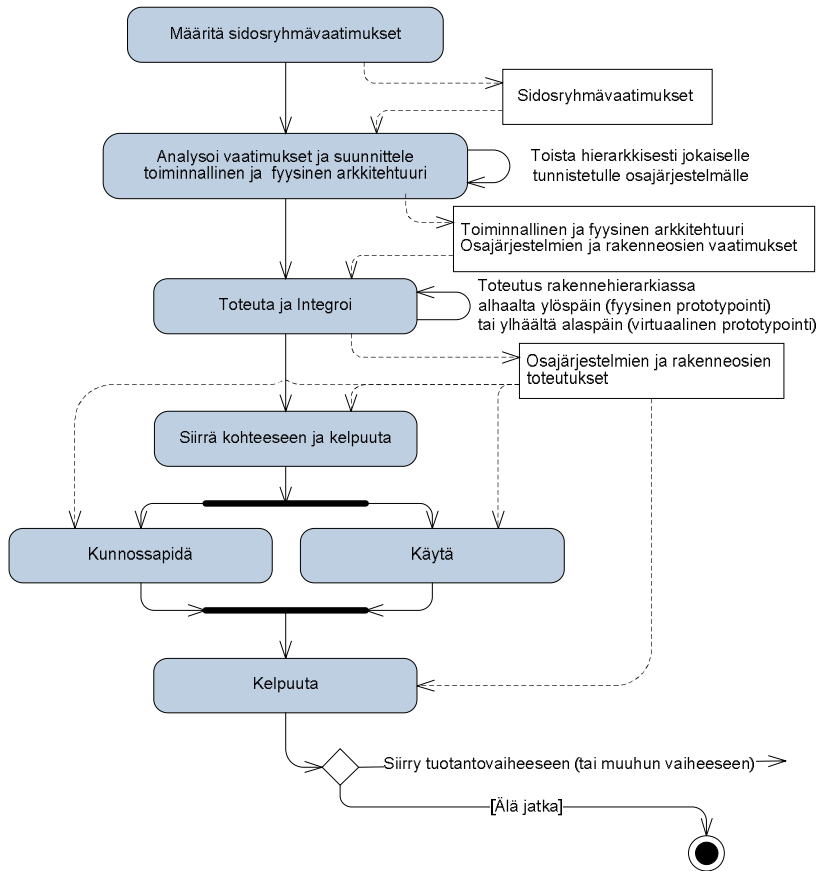 Määritä sidosryhmävaatimukset
Sidosryhmävaatimukset
Analysoi vaatimukset ja suunnittele
toiminnallinen ja fyysinen arkkitehtuuri
Toista hierarkkisesti jokaiselle
tunnistetulle osajärjestelmälle
Toiminnallinen ja fyysinen arkkitehtuuri
Osajärjestelmien ja rakenneosien vaatimukset
Toteuta ja Integroi
Toteutus rakennehierarkiassa
alhaalta ylöspäin (fyysinen prototypointi)
tai ylhäältä alaspäin (virtuaalinen prototypointi)
Osajärjestelmien ja rakenneosien
toteutukset
Siirrä kohteeseen ja kelpuuta
Kunnossapidä
Käytä
Kelpuuta
Siirry tuotantovaiheeseen (tai muuhun vaiheeseen)
[Älä jatka]